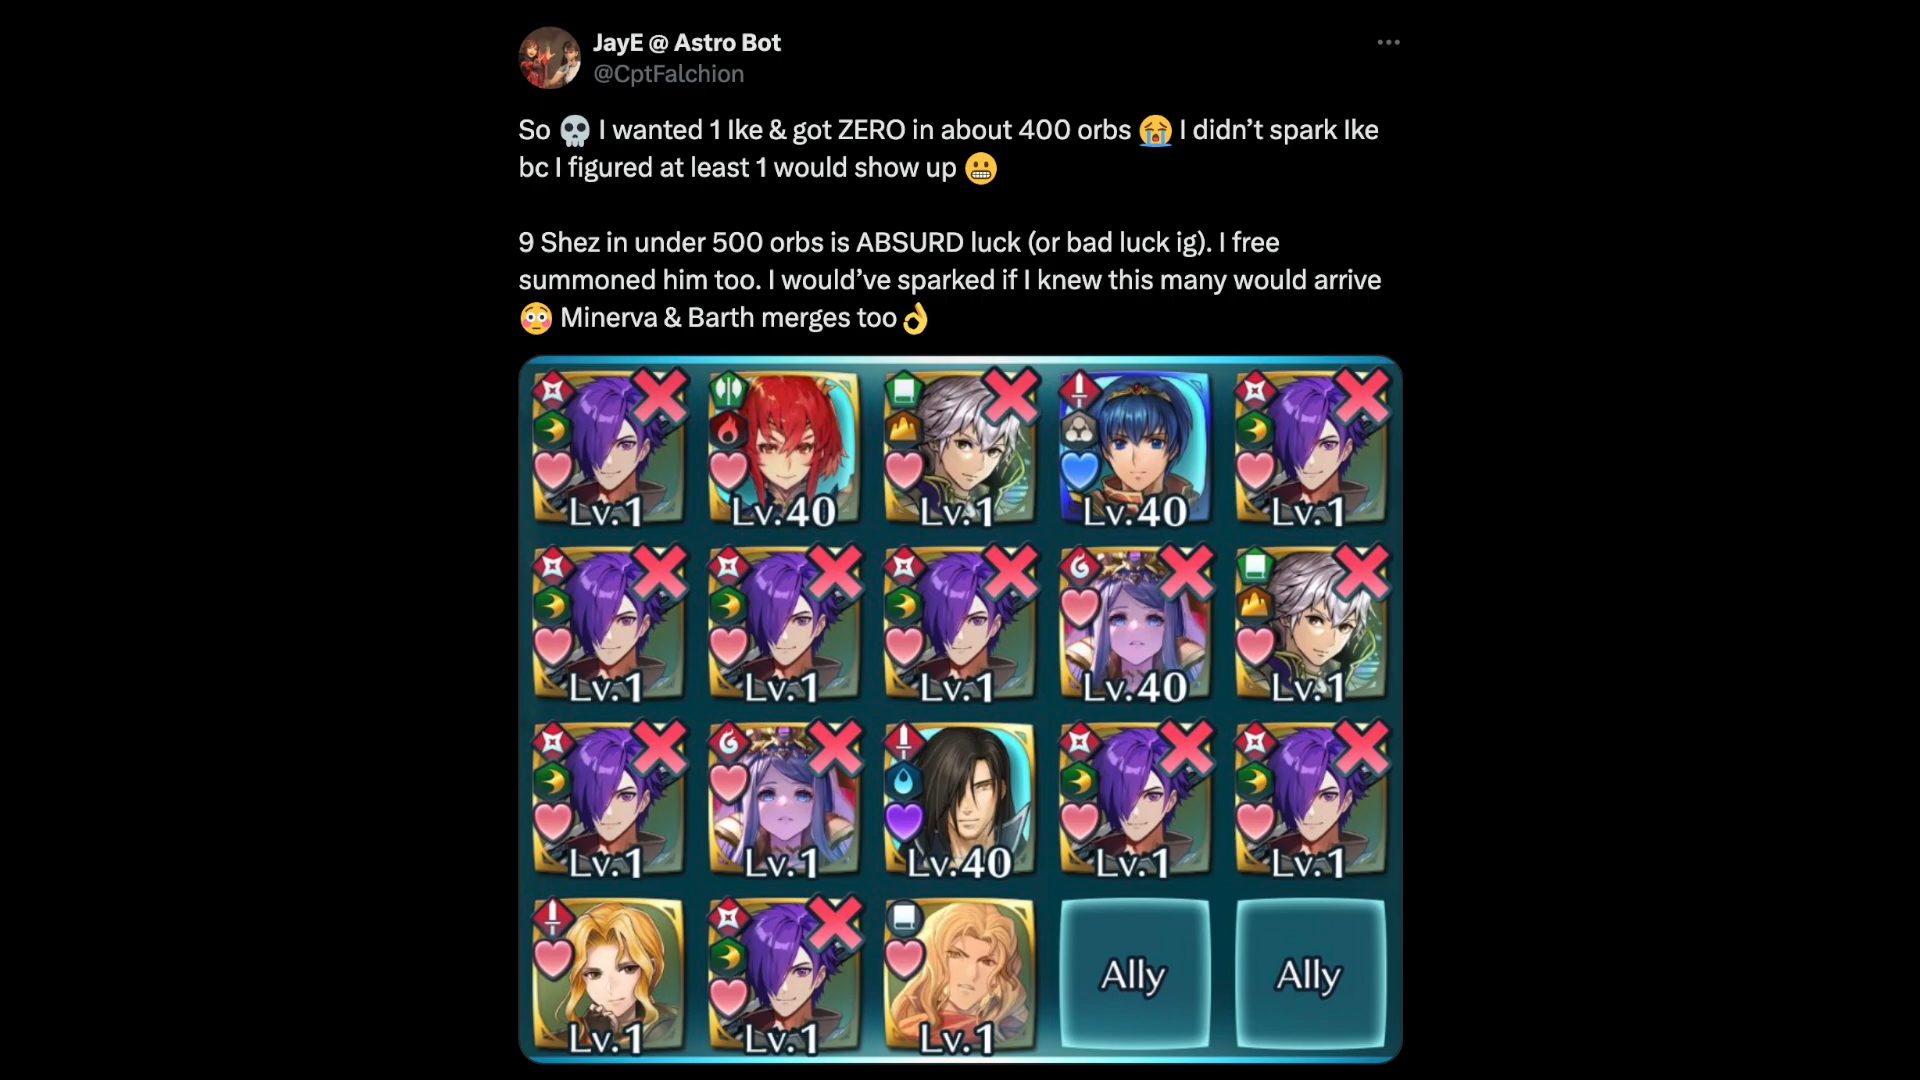 JayE @ Astro Bot
@CptFalchion
So 💀 I wanted 1 Ike & got ZERO in about 400 orbs 😭 I didn’t spark Ike
bc I figured at least 1 would show up 😬
9 Shez in under 500 orbs is ABSURD luck (or bad luck ig). I free
summoned him too. I would’ve sparked if I knew this many would arrive
😳 Minerva & Barth merges too👌
Lv.1 Lv.40 Lv.1 Lv.40 Lv.1
Lv.1 Lv.1 Lv.1 Lv.40 Lv.1
Lv.1 Lv.1 Lv.40 Lv.1 Lv.1
Lv.1 Lv.1 Lv.1 Ally Ally